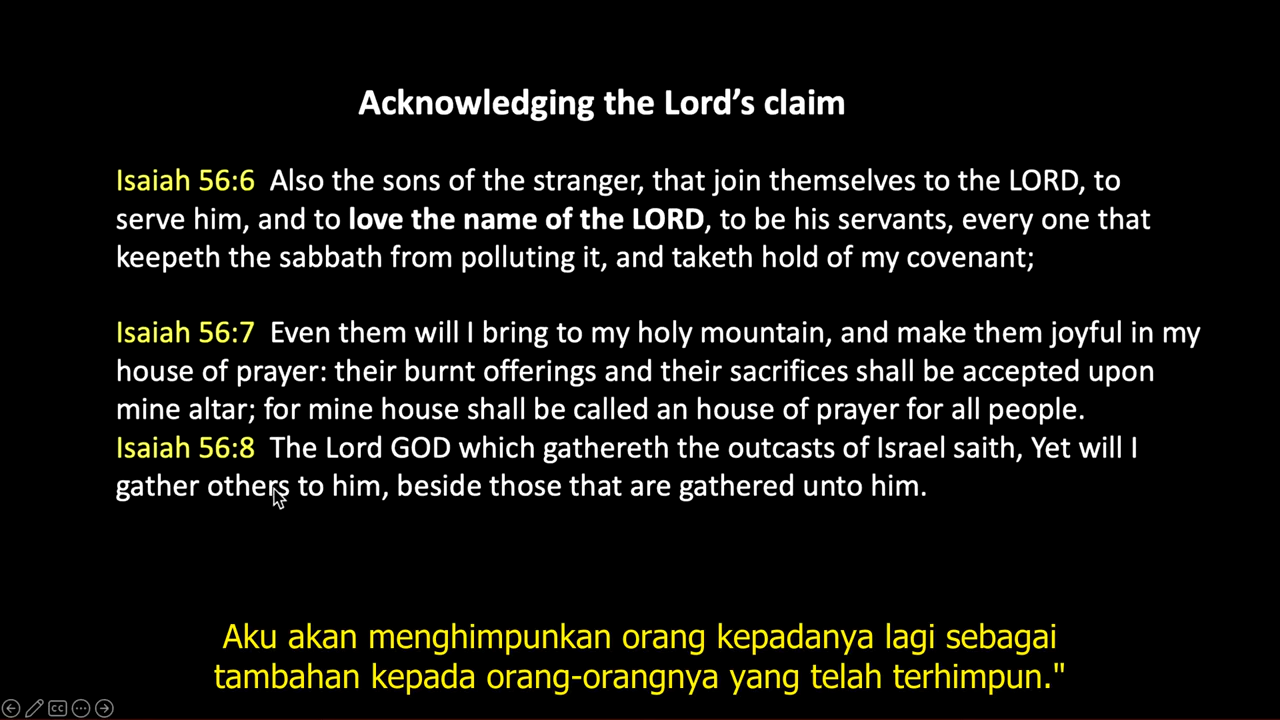 Acknowledging the Lord’s claim
Isaiah 56:6  Also the sons of the stranger, that join themselves to the LORD, to
serve him, and to love the name of the LORD, to be his servants, every one that
keepeth the sabbath from polluting it, and taketh hold of my covenant;
Isaiah 56:7  Even them will I bring to my holy mountain, and make them joyful in my
house of prayer: their burnt offerings and their sacrifices shall be accepted upon
mine altar; for mine house shall be called an house of prayer for all people.
Isaiah 56:8  The Lord GOD which gathereth the outcasts of Israel saith, Yet will I
gather others to him, beside those that are gathered unto him.
Aku akan menghimpunkan orang kepadanya lagi sebagai
tambahan kepada orang-orangnya yang telah terhimpun."
CC